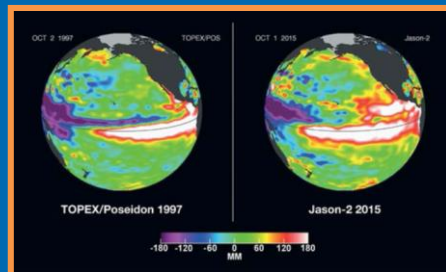 OCT 2 1997
TOPEX/POS
OCT 1 2015
Jason-2
TOPEX/Poseidon 1997
Jason-2 2015
-180 -120 -60 0 60 120 180
MM